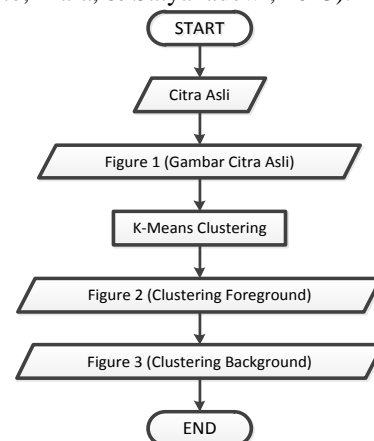 START
Citra Asli
Figure 1 (Gambar Citra Asli)
K-Means Clustering
Figure 2 (Clustering Foreground)
Figure 3 (Clustering Background)
END